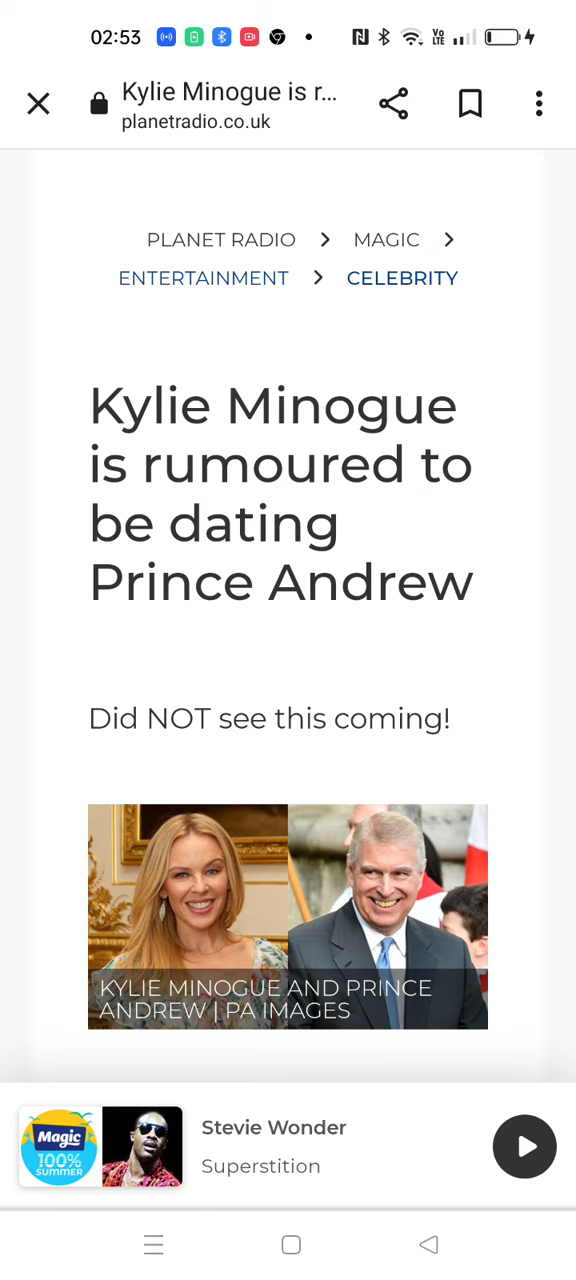 02:53
VoLTE
Kylie Minogue is r...
planetradio.co.uk
PLANET RADIO > MAGIC >
ENTERTAINMENT > CELEBRITY
Kylie Minogue
is rumoured to
be dating
Prince Andrew
Did NOT see this coming!
KYLIE MINOGUE AND PRINCE
ANDREW | PA IMAGES
Magic
100%
SUMMER
Stevie Wonder
Superstition